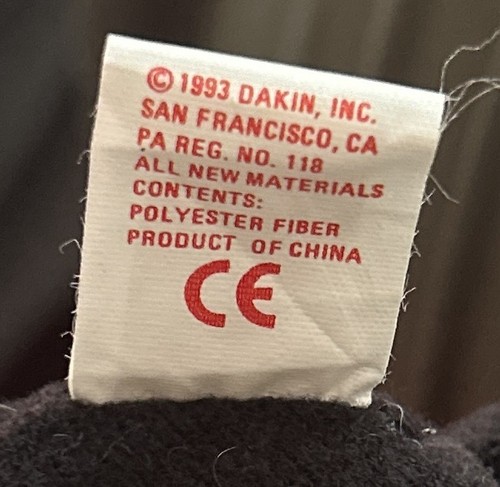 © 1993 DAKIN, INC.
SAN FRANCISCO, CA
PA REG. NO. 118
ALL NEW MATERIALS
CONTENTS:
POLYESTER FIBER
PRODUCT OF CHINA
CE